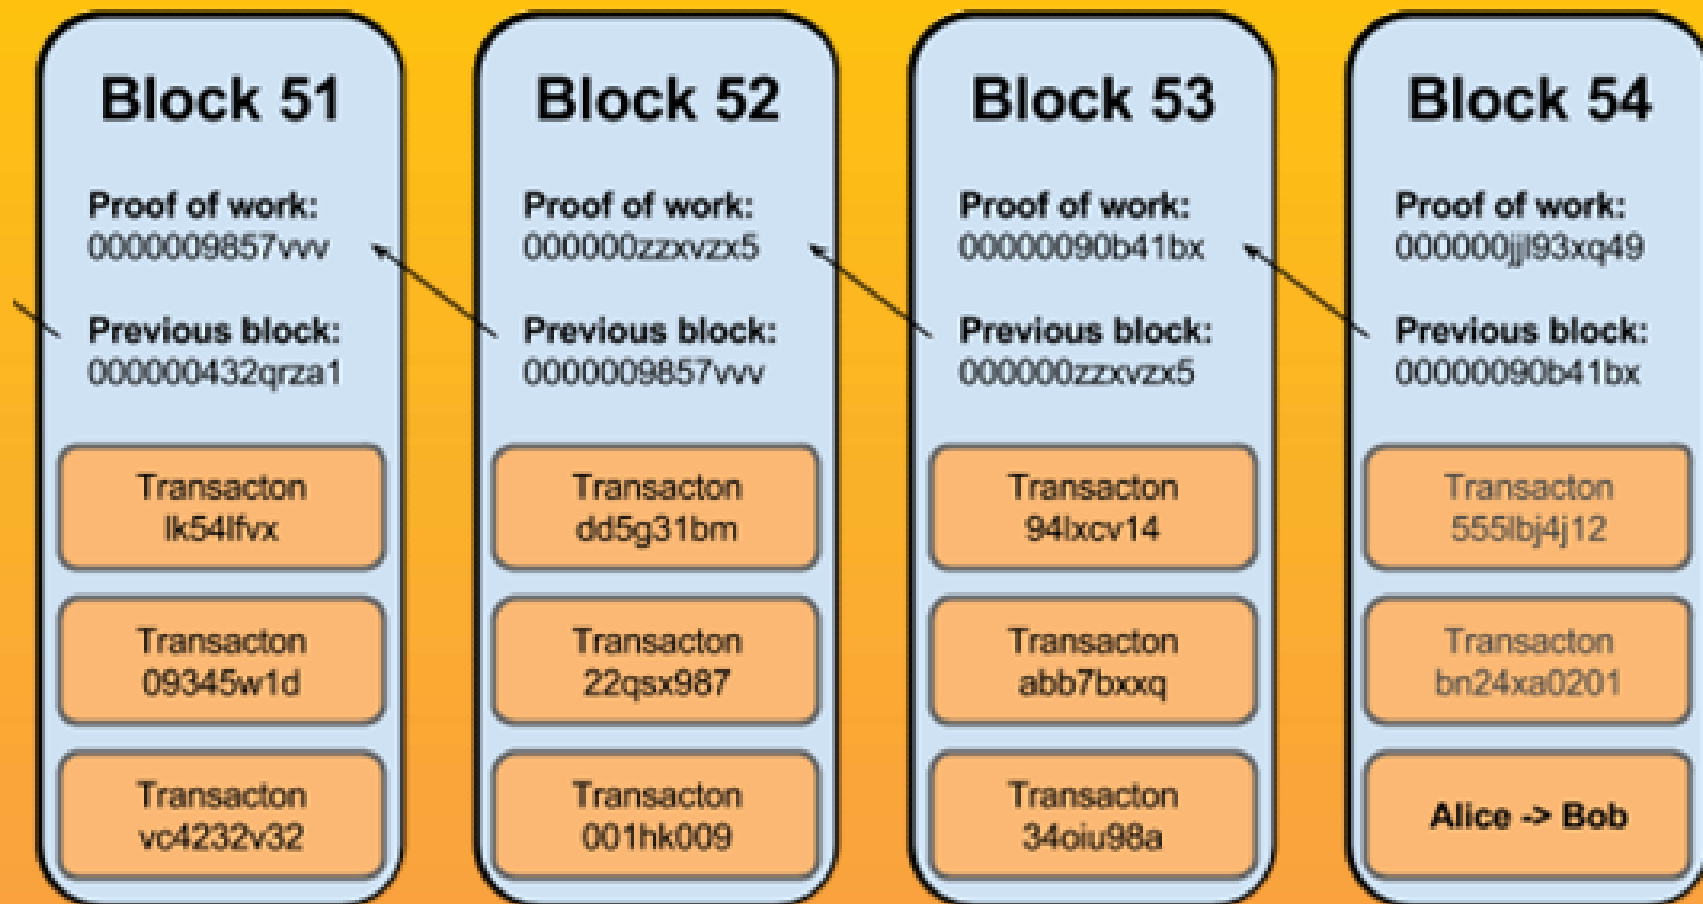 Block 51
Proof of work:
0000009857vvv
Previous block:
000000432qrza1
Transacton
lk54lfvx
Transacton
09345w1d
Transacton
vc4232v32
Block 52
Proof of work:
000000zzxvzx5
Previous block:
0000009857vvv
Transacton
dd5g31bm
Transacton
22qsx987
Transacton
001hk009
Block 53
Proof of work:
00000090b41bx
Previous block:
000000zzxvzx5
Transacton
94lxcv14
Transacton
abb7bxxq
Transacton
34oiu98a
Block 54
Proof of work:
000000jjl93xq49
Previous block:
00000090b41bx
Transacton
555lbj4j12
Transacton
bn24xa0201
Alice -> Bob